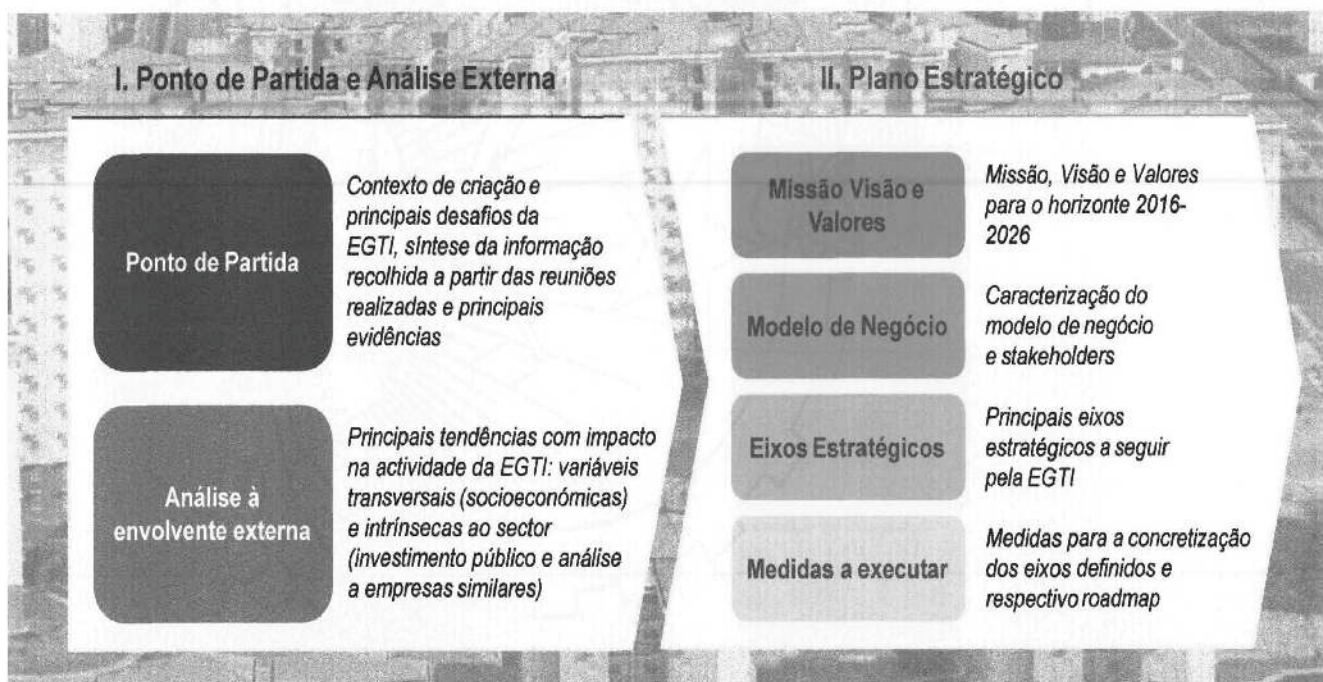 I. Ponto de Partida e Análise Externa
Ponto de Partida
Contexto de criação e
principais desafios da
EGTI, síntese da informação
recolhida a partir das reuniões
realizadas e principais
evidências
Análise à
envolvente externa
Principais tendências com impacto
na actividade da EGTI: variáveis
transversais (socioeconómicas)
e intrínsecas ao sector
(investimento público e análise
a empresas similares)
II. Plano Estratégico
Missão Visão e
Valores
Missão, Visão e Valores
para o horizonte 2016-
2026
Modelo de Negócio
Caracterização do
modelo de negócio
e stakeholders
Eixos Estratégicos
Principais eixos
estratégicos a seguir
pela EGTI
Medidas a executar
Medidas para a concretização
dos eixos definidos e
respectivo roadmap